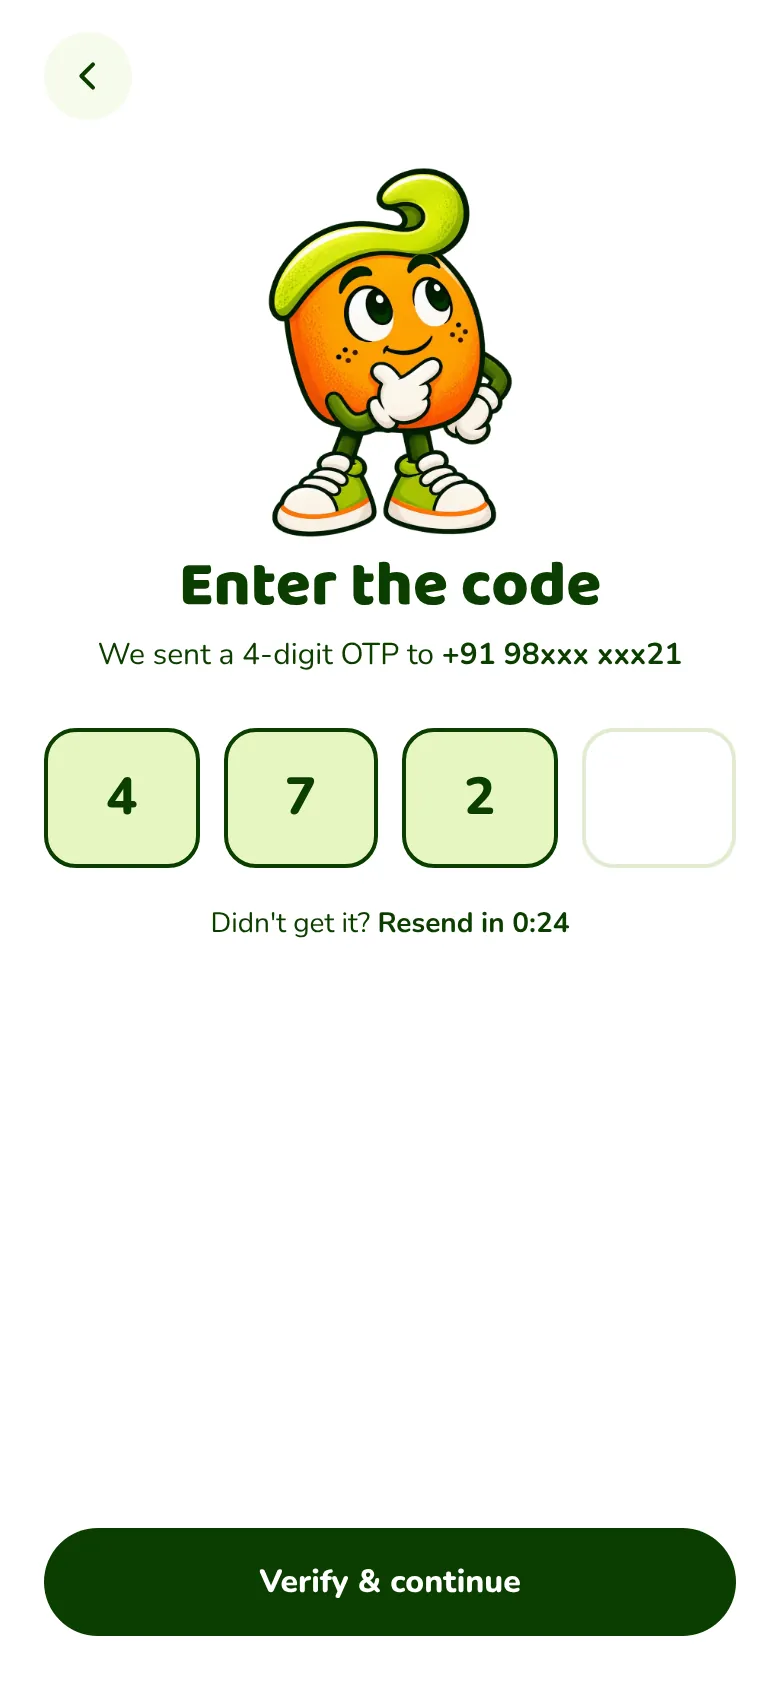 Enter the code
We sent a 4-digit OTP to +91 98xxx xxx21
4 7 2
Didn't get it? Resend in 0:24
Verify & continue